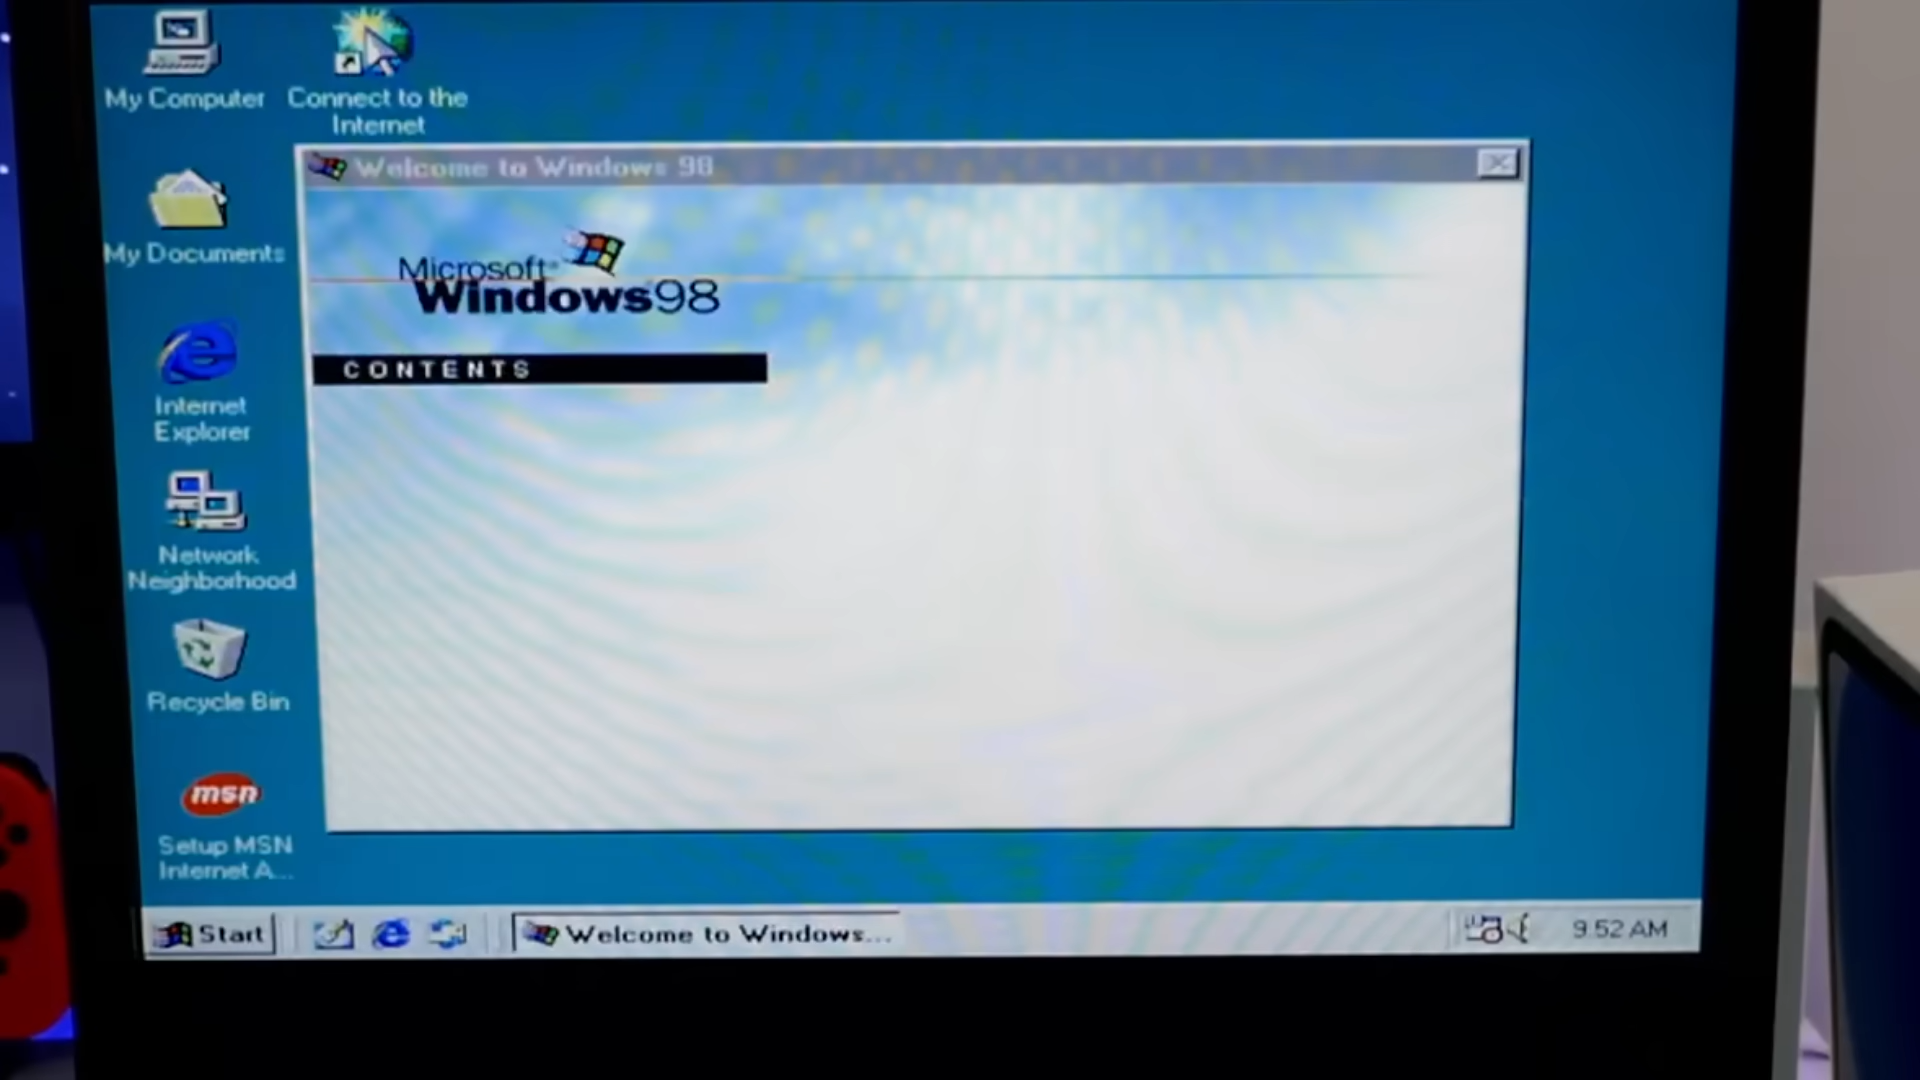 My Computer
Connect to the
Internet
Welcome to Windows 98
My Documents
Microsoft
Windows98
CONTENTS
Internet
Explorer
Network
Neighborhood
Recycle Bin
msn
Setup MSN
Internet A...
Start
Welcome to Windows...
9:52 AM